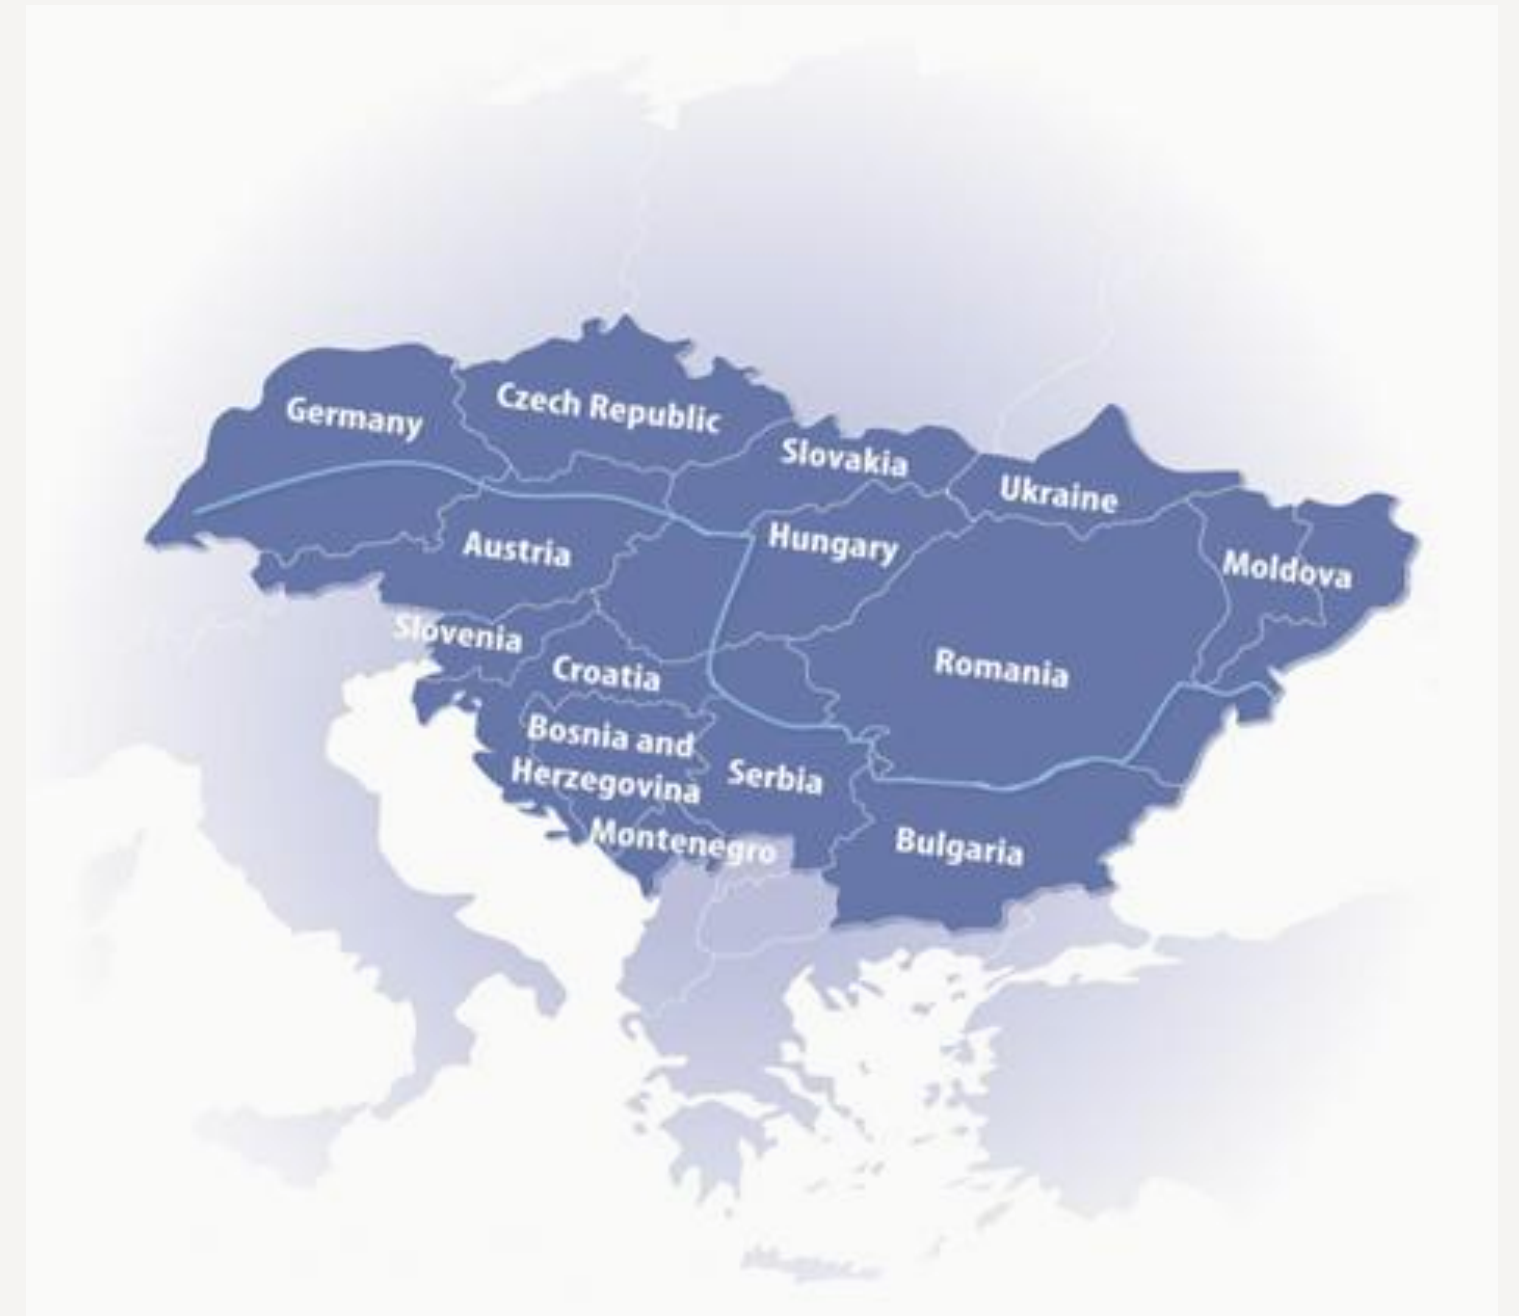 Germany
Czech Republic
Slovakia
Ukraine
Austria
Hungary
Moldova
Slovenia
Croatia
Romania
Bosnia and
Herzegovina
Serbia
Montenegro
Bulgaria